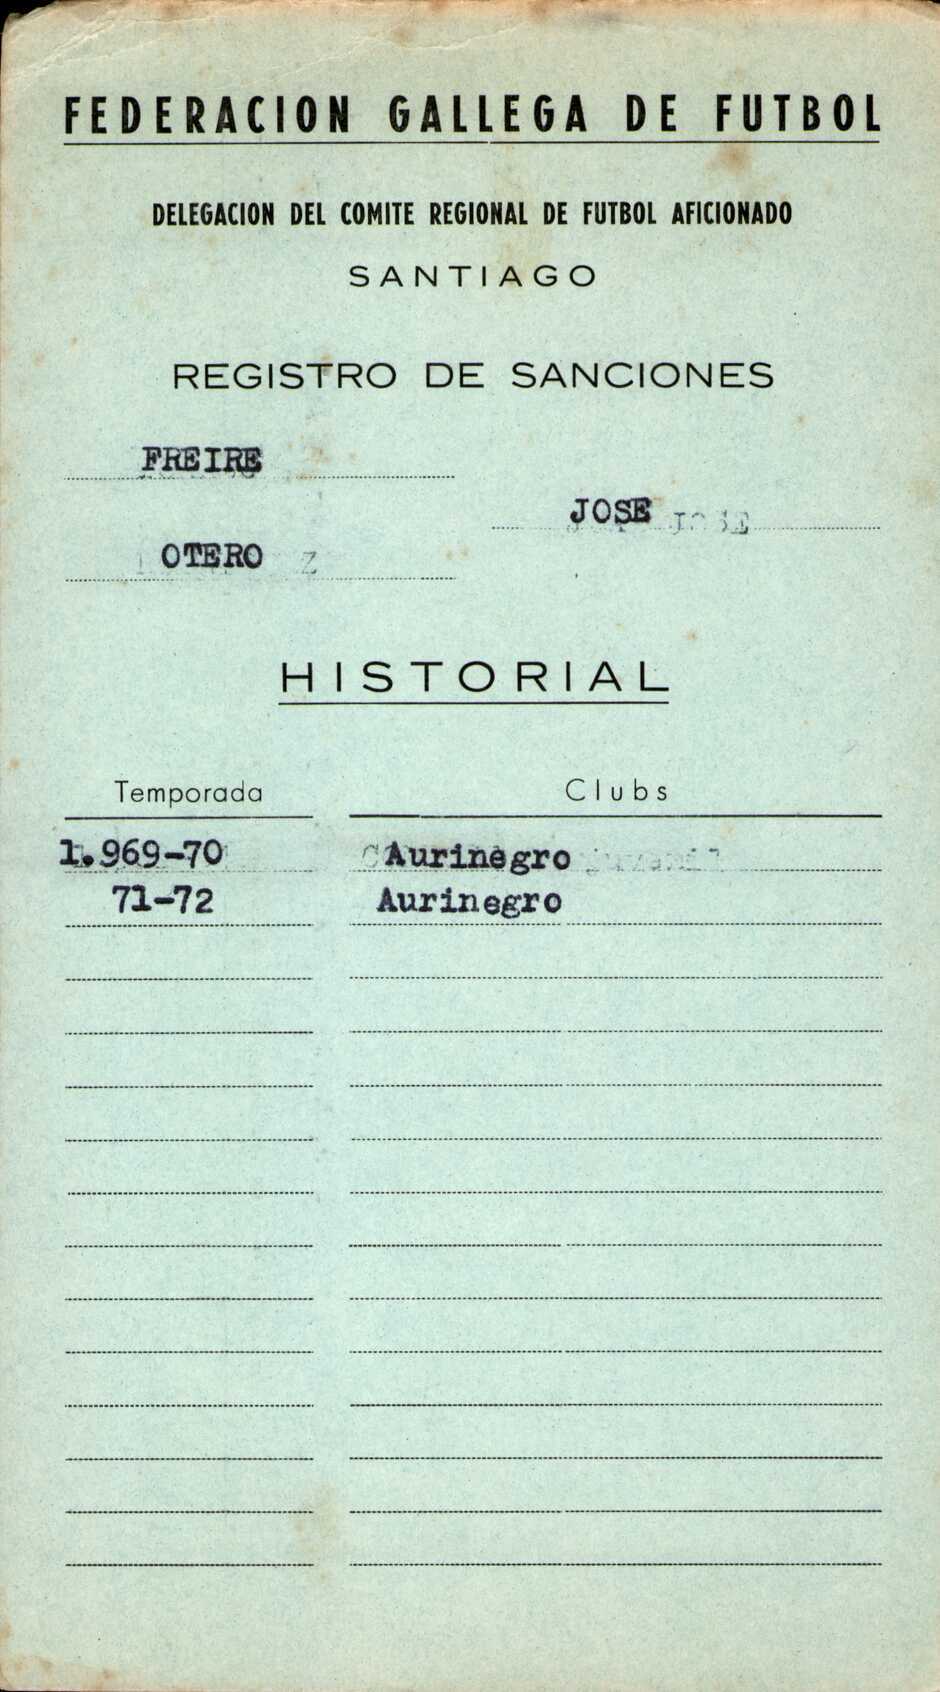 FEDERACION GALLEGA DE FUTBOL
DELEGACION DEL COMITE REGIONAL DE FUTBOL AFICIONADO
SANTIAGO
REGISTRO DE SANCIONES
FREIRE
JOSE
OTERO
HISTORIAL
Temporada Clubs
1.969-70 Aurinegro
71-72 Aurinegro